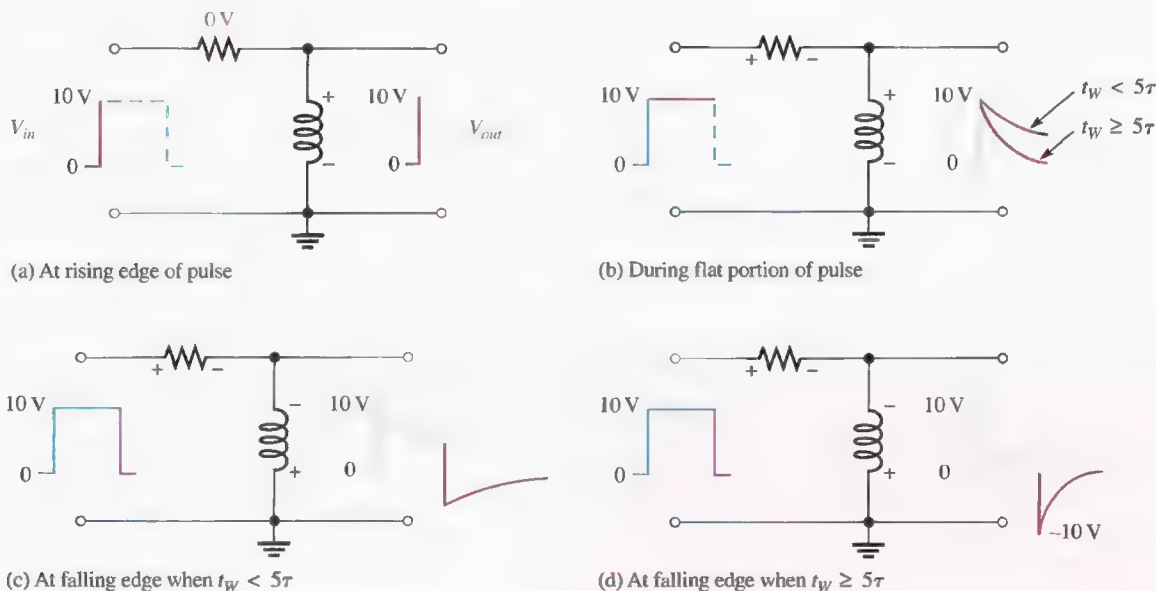 0 V
10 V
V_in
0
+
−
10 V
V_out
0
(a) At rising edge of pulse
+ −
10 V
0
+
−
10 V
t_W < 5τ
t_W ≥ 5τ
0
(b) During flat portion of pulse
+ −
10 V
0
−
+
10 V
0
(c) At falling edge when t_W < 5τ
+ −
10 V
0
−
+
10 V
0
−10 V
(d) At falling edge when t_W ≥ 5τ